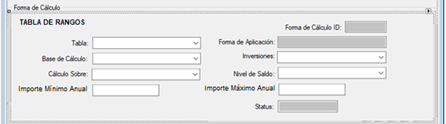 Forma de Cálculo
TABLA DE RANGOS
Forma de Cálculo ID:
Tabla:
Forma de Aplicación:
Base de Cálculo:
Inversiones:
Cálculo Sobre:
Nivel de Saldo:
Importe Mínimo Anual
Importe Máximo Anual
Status: